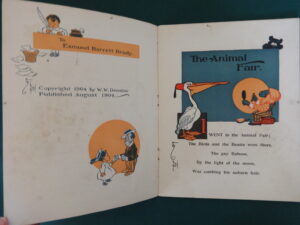 To
Edmund Barrett Brady.
Copyright 1904 by W. W. Denslow
Published August 1904.
The Animal
Fair.
I WENT to the Animal Fair;
The Birds and the Beasts were there,
The gay Baboon,
By the light of the moon,
Was combing his auburn hair.